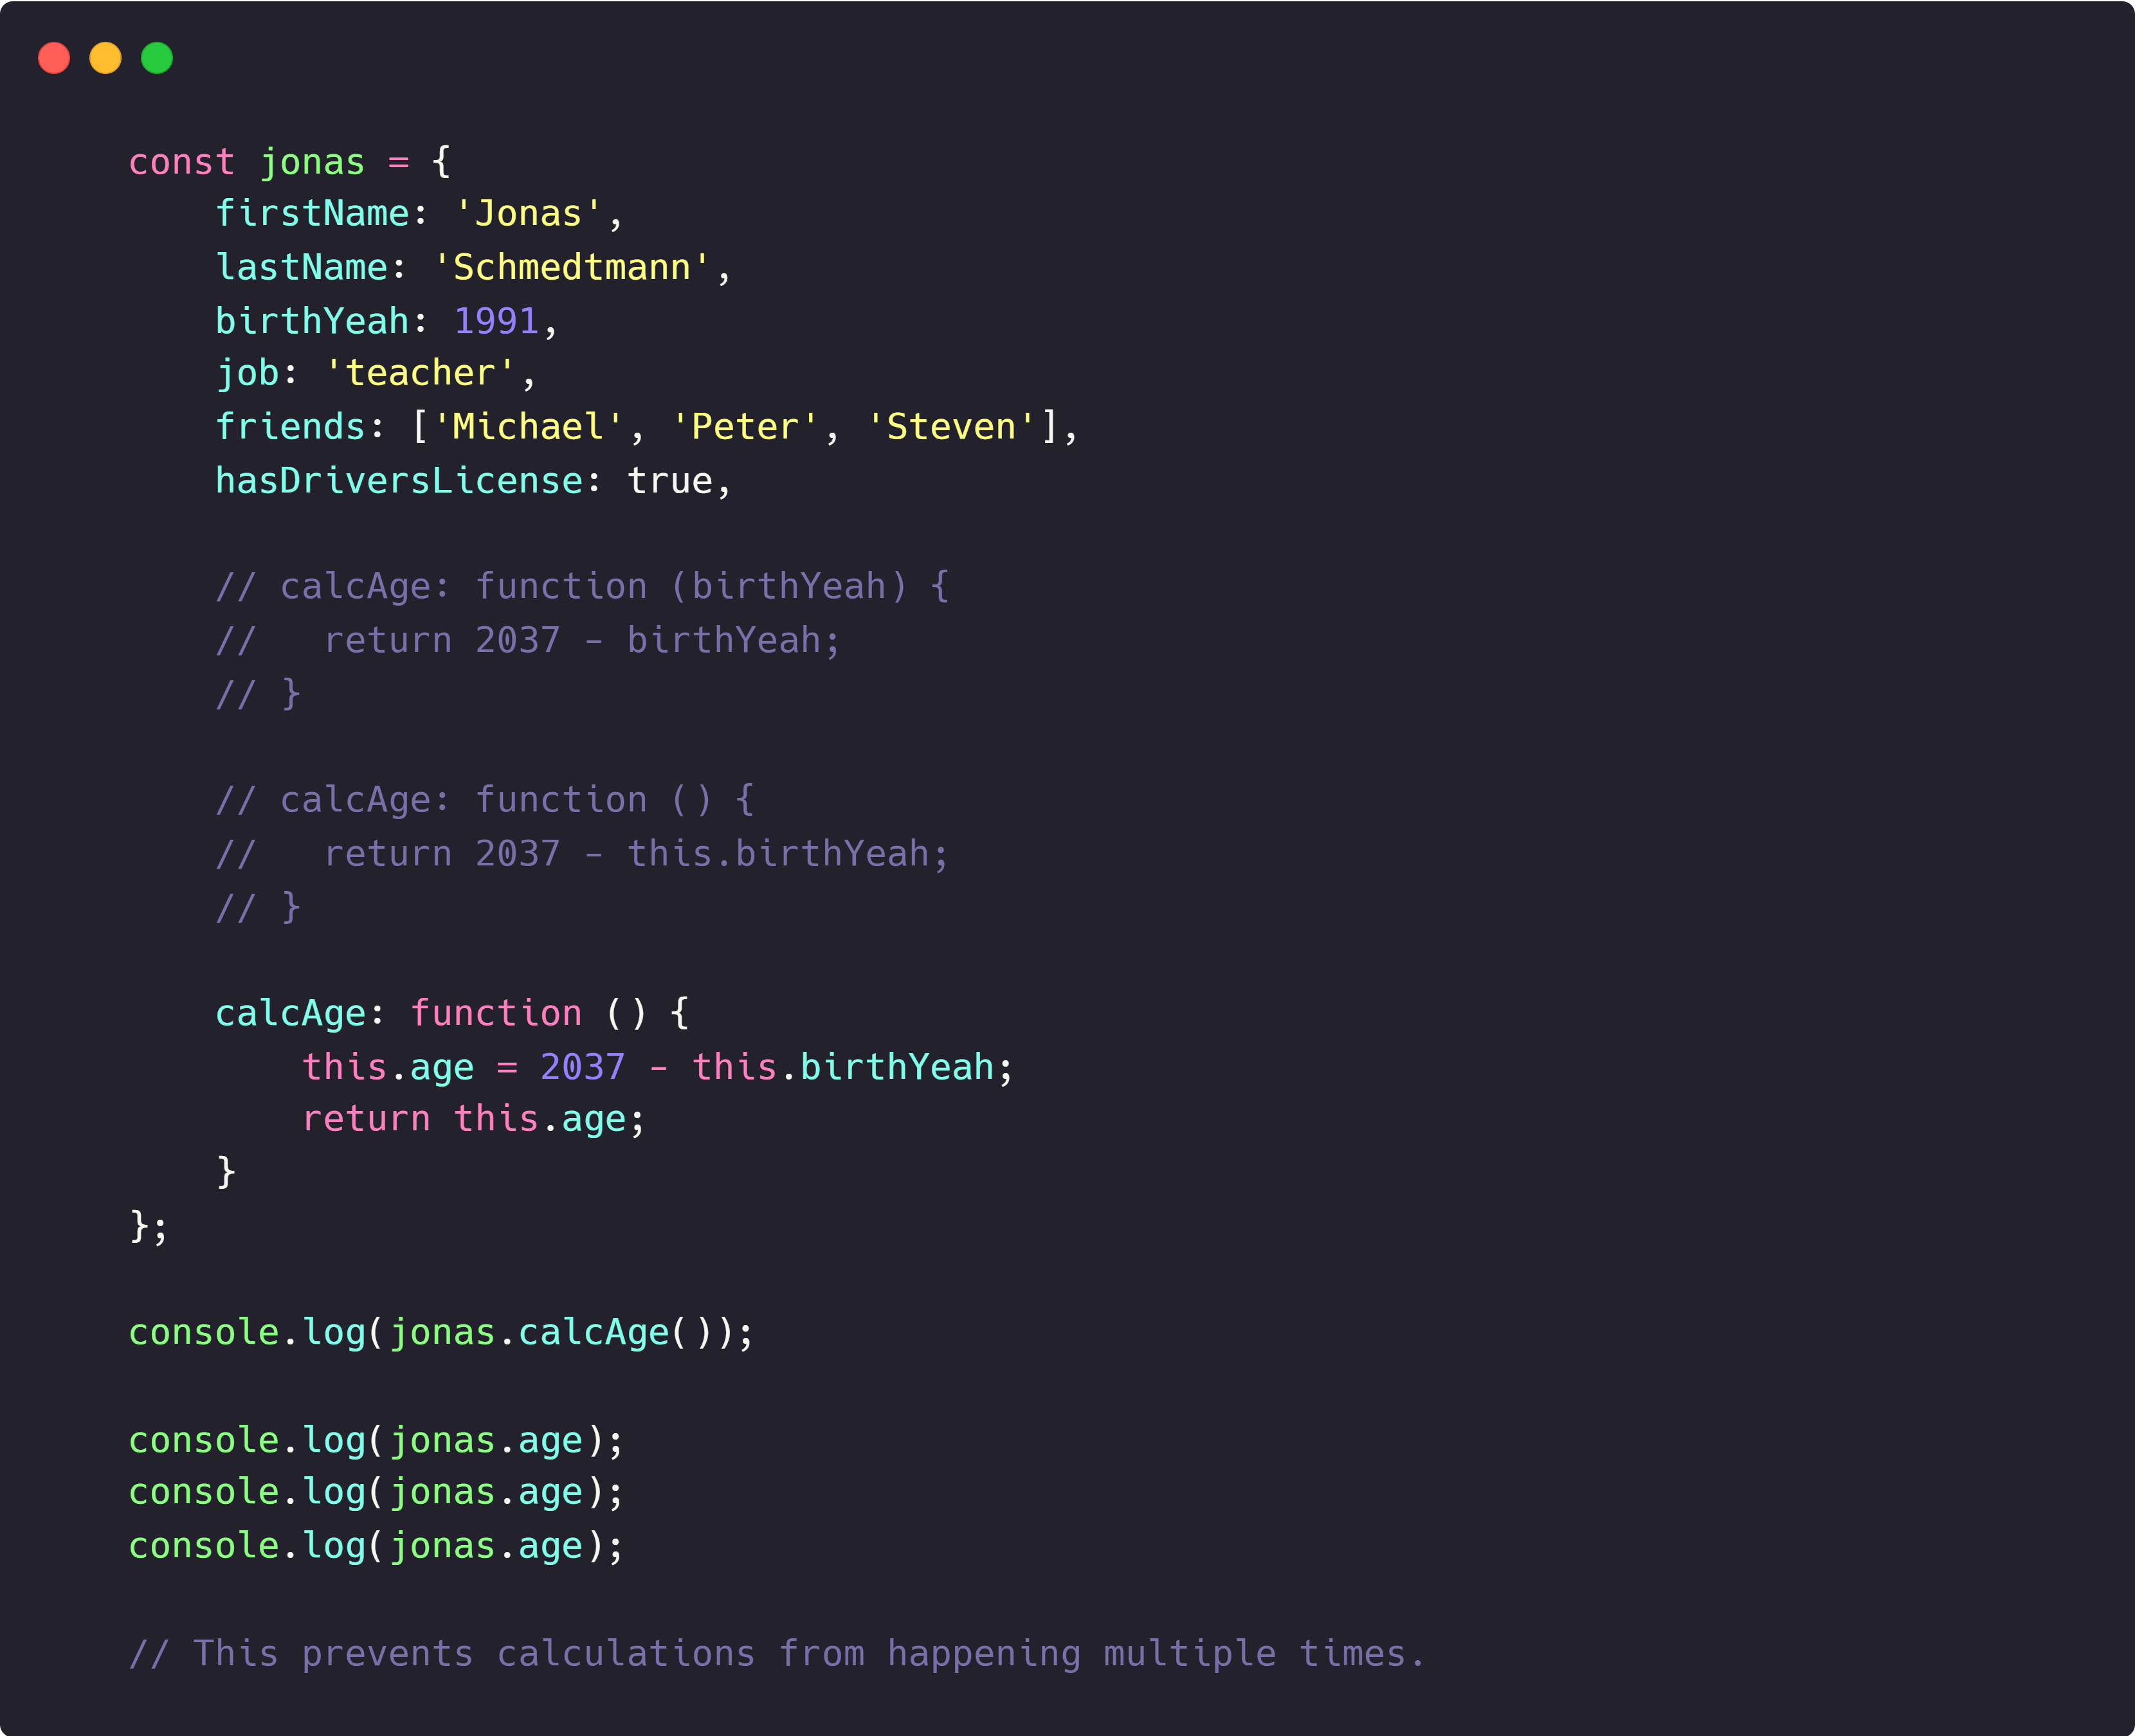 const jonas = {
    firstName: 'Jonas',
    lastName: 'Schmedtmann',
    birthYeah: 1991,
    job: 'teacher',
    friends: ['Michael', 'Peter', 'Steven'],
    hasDriversLicense: true,

    // calcAge: function (birthYeah) {
    //   return 2037 - birthYeah;
    // }

    // calcAge: function () {
    //   return 2037 - this.birthYeah;
    // }

    calcAge: function () {
        this.age = 2037 - this.birthYeah;
        return this.age;
    }
};

console.log(jonas.calcAge());

console.log(jonas.age);
console.log(jonas.age);
console.log(jonas.age);

// This prevents calculations from happening multiple times.